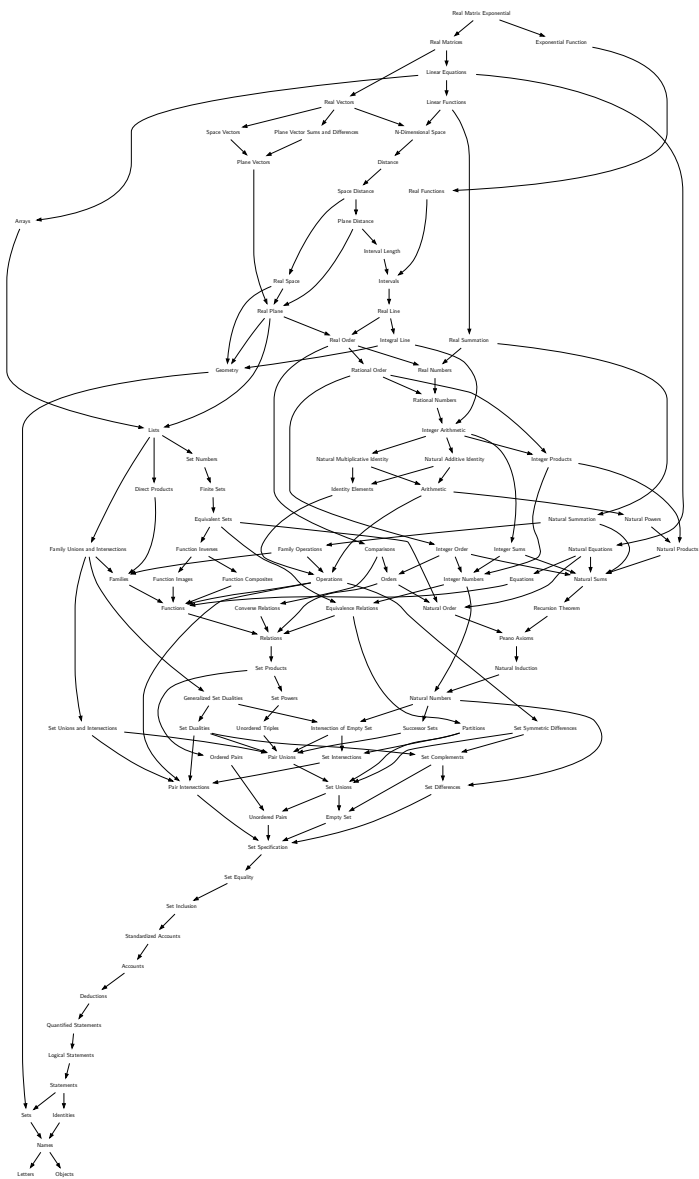 Real Matrix Exponential
Real Matrices
Exponential Function
Linear Equations
Real Vectors
Linear Functions
Space Vectors
Plane Vector Sums and Differences
N-Dimensional Space
Plane Vectors
Distance
Space Distance
Real Functions
Arrays
Plane Distance
Interval Length
Real Space
Intervals
Real Plane
Real Line
Real Order
Integral Line
Real Summation
Geometry
Rational Order
Real Numbers
Rational Numbers
Lists
Integer Arithmetic
Set Numbers
Natural Multiplicative Identity
Natural Additive Identity
Integer Products
Direct Products
Finite Sets
Identity Elements
Arithmetic
Equivalent Sets
Natural Summation
Natural Powers
Family Unions and Intersections
Function Inverses
Family Operations
Comparisons
Integer Order
Integer Sums
Natural Equations
Natural Products
Families
Function Images
Function Composites
Operations
Orders
Integer Numbers
Equations
Natural Sums
Functions
Converse Relations
Equivalence Relations
Natural Order
Recursion Theorem
Relations
Peano Axioms
Set Products
Natural Induction
Generalized Set Dualities
Set Powers
Natural Numbers
Set Unions and Intersections
Set Dualities
Unordered Triples
Intersection of Empty Set
Successor Sets
Partitions
Set Symmetric Differences
Ordered Pairs
Pair Unions
Set Intersections
Set Complements
Pair Intersections
Set Unions
Set Differences
Unordered Pairs
Empty Set
Set Specification
Set Equality
Set Inclusion
Standardized Accounts
Accounts
Deductions
Quantified Statements
Logical Statements
Statements
Sets
Identities
Names
Letters
Objects